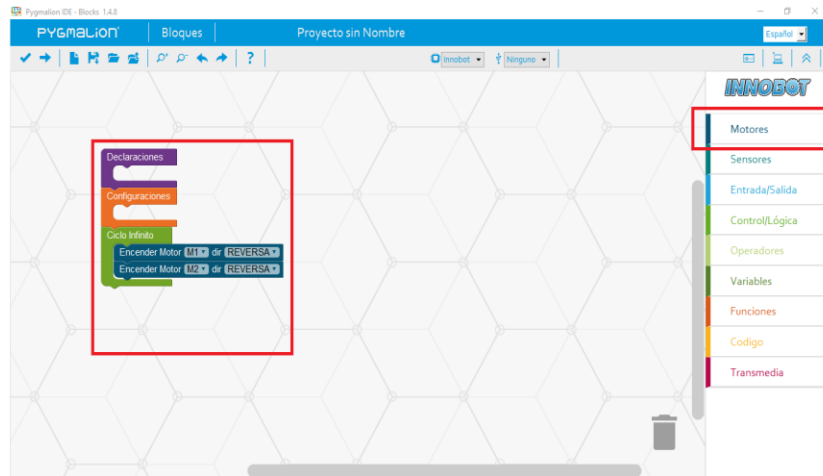 Pygmalion IDE - Blocks 1.4.8
PYGMALION Bloques Proyecto sin Nombre Español
? Innobot Ninguno
INNOBOT
Motores
Sensores
Entrada/Salida
Control/Lógica
Operadores
Variables
Funciones
Codigo
Transmedia
Declaraciones
Configuraciones
Ciclo Infinito
Encender Motor M1 dir REVERSA
Encender Motor M2 dir REVERSA